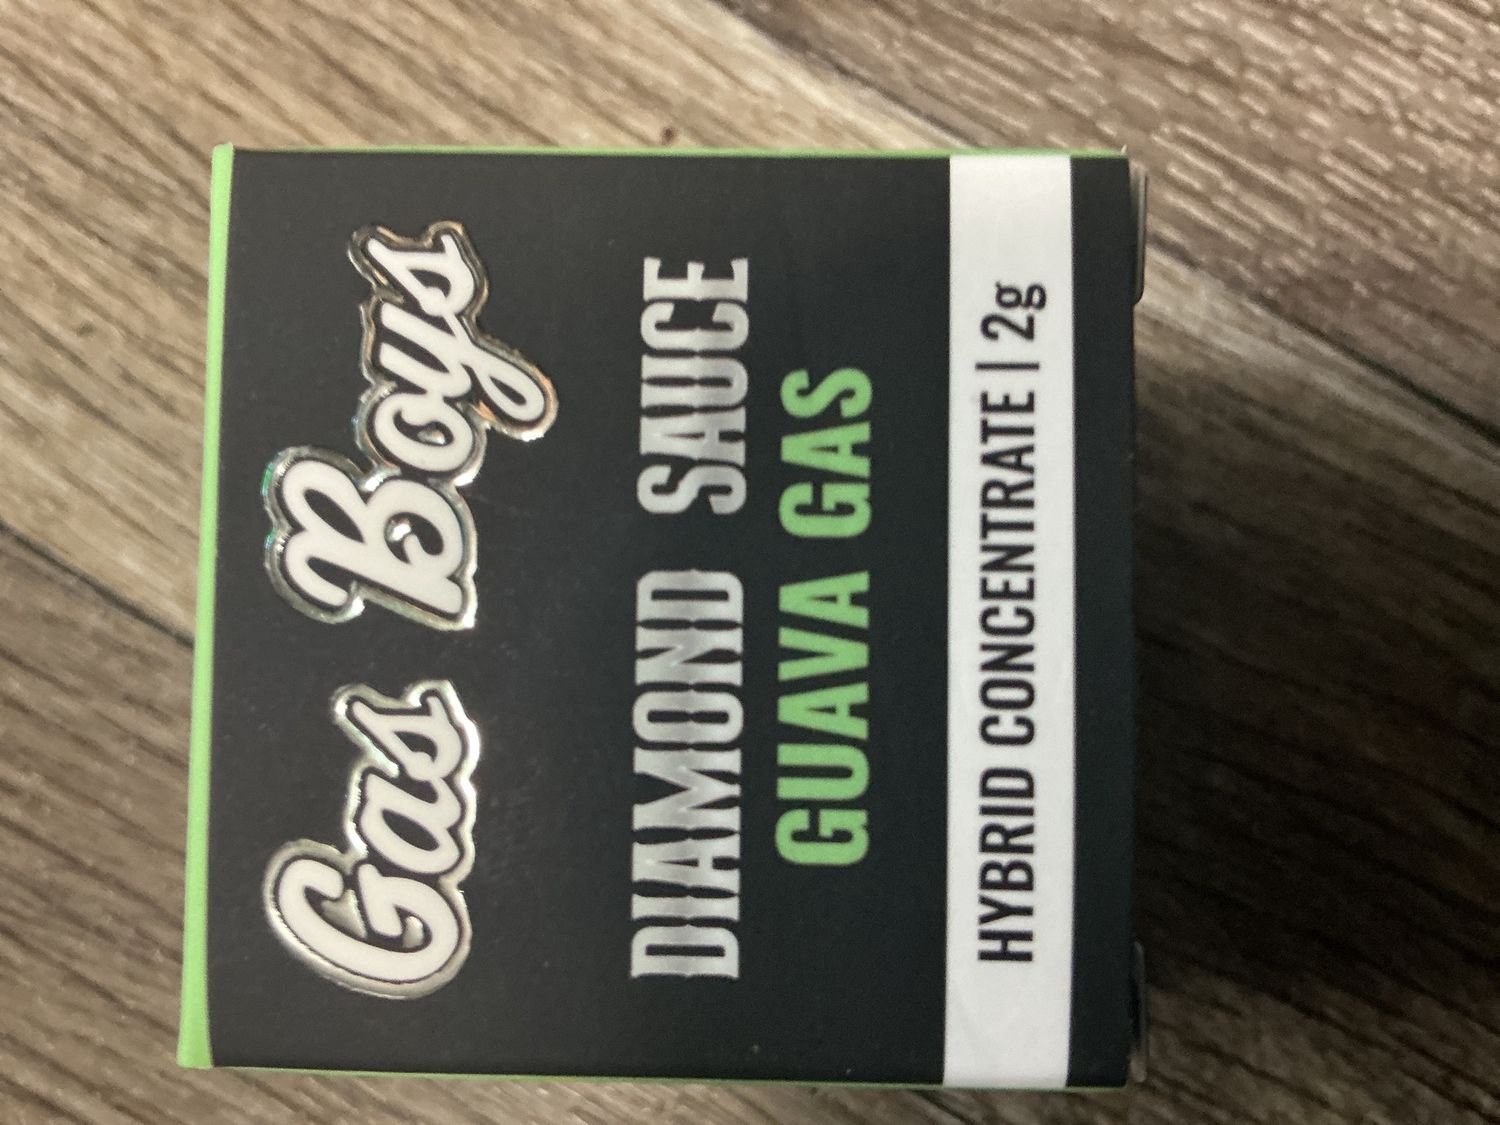 Gas Boys
DIAMOND SAUCE
GUAVA GAS
HYBRID CONCENTRATE | 2g